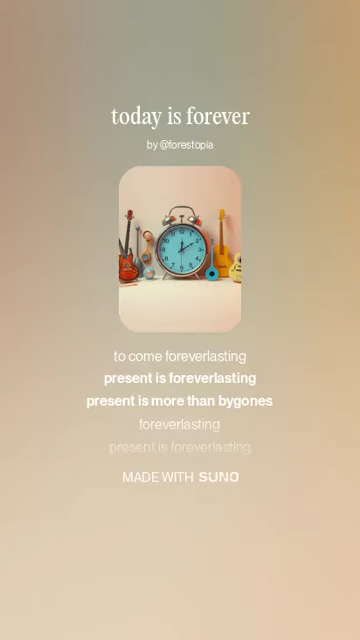 today is forever
by @forestopia
to come foreverlasting
present is foreverlasting
present is more than bygones
foreverlasting
present is foreverlasting
MADE WITH SUNO